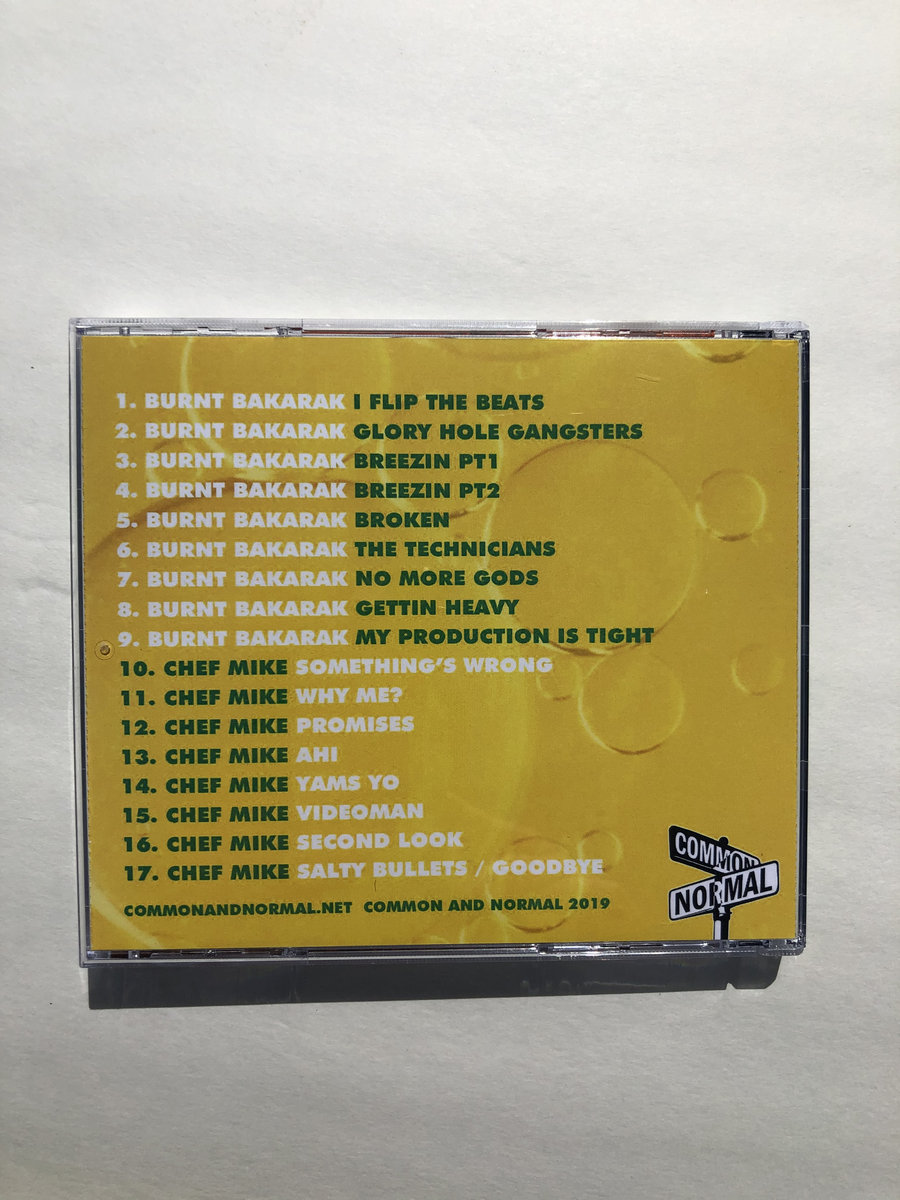 1. BURNT BAKARAK I FLIP THE BEATS
2. BURNT BAKARAK GLORY HOLE GANGSTERS
3. BURNT BAKARAK BREEZIN PT1
4. BURNT BAKARAK BREEZIN PT2
5. BURNT BAKARAK BROKEN
6. BURNT BAKARAK THE TECHNICIANS
7. BURNT BAKARAK NO MORE GODS
8. BURNT BAKARAK GETTIN HEAVY
9. BURNT BAKARAK MY PRODUCTION IS TIGHT
10. CHEF MIKE SOMETHING'S WRONG
11. CHEF MIKE WHY ME?
12. CHEF MIKE PROMISES
13. CHEF MIKE AHI
14. CHEF MIKE YAMS YO
15. CHEF MIKE VIDEOMAN
16. CHEF MIKE SECOND LOOK
17. CHEF MIKE SALTY BULLETS / GOODBYE
COMMONANDNORMAL.NET COMMON AND NORMAL 2019
COMMON
NORMAL